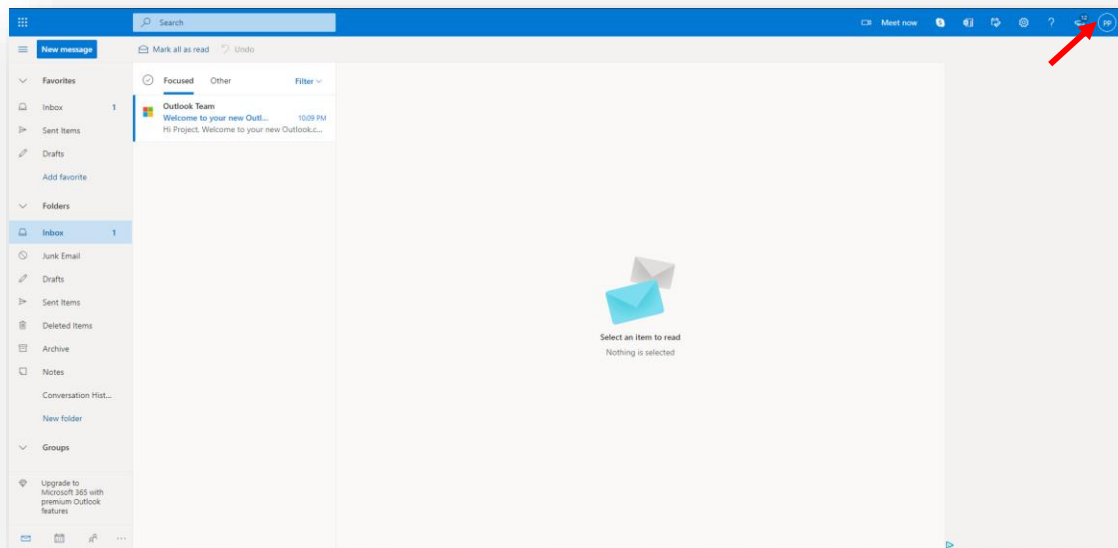 Search
Meet now
12
PP
New message
Mark all as read
Undo
Favorites
Inbox 1
Sent Items
Drafts
Add favorite
Folders
Inbox 1
Junk Email
Drafts
Sent Items
Deleted Items
Archive
Notes
Conversation Hist...
New folder
Groups
Upgrade to
Microsoft 365 with
premium Outlook
features
Focused Other Filter
Outlook Team
Welcome to your new Outl... 10:09 PM
Hi Project, Welcome to your new Outlook.c...
Select an item to read
Nothing is selected